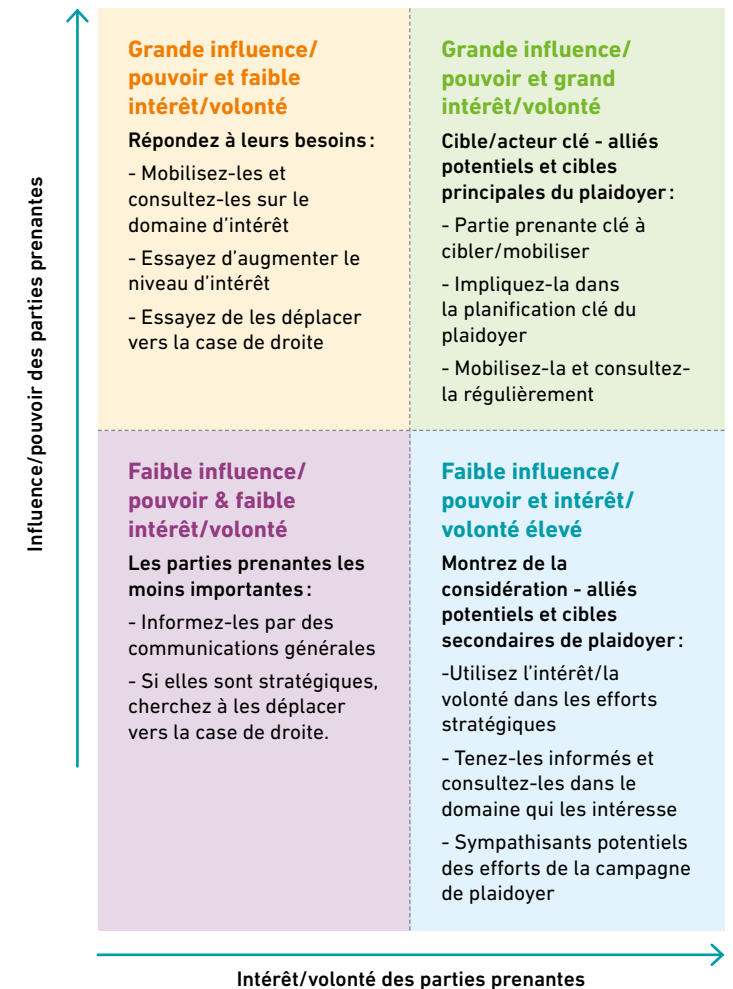 Influence/pouvoir des parties prenantes
Grande influence/
pouvoir et faible
intérêt/volonté
Répondez à leurs besoins :
- Mobilisez-les et
consultez-les sur le
domaine d'intérêt
- Essayez d'augmenter le
niveau d'intérêt
- Essayez de les déplacer
vers la case de droite
Grande influence/
pouvoir et grand
intérêt/volonté
Cible/acteur clé - alliés
potentiels et cibles
principales du plaidoyer :
- Partie prenante clé à
cibler/mobiliser
- Impliquez-la dans
la planification clé du
plaidoyer
- Mobilisez-la et consultez-
la régulièrement
Faible influence/
pouvoir & faible
intérêt/volonté
Les parties prenantes les
moins importantes :
- Informez-les par des
communications générales
- Si elles sont stratégiques,
cherchez à les déplacer
vers la case de droite.
Faible influence/
pouvoir et intérêt/
volonté élevé
Montrez de la
considération - alliés
potentiels et cibles
secondaires de plaidoyer :
-Utilisez l'intérêt/la
volonté dans les efforts
stratégiques
- Tenez-les informés et
consultez-les dans le
domaine qui les intéresse
- Sympathisants potentiels
des efforts de la campagne
de plaidoyer
Intérêt/volonté des parties prenantes